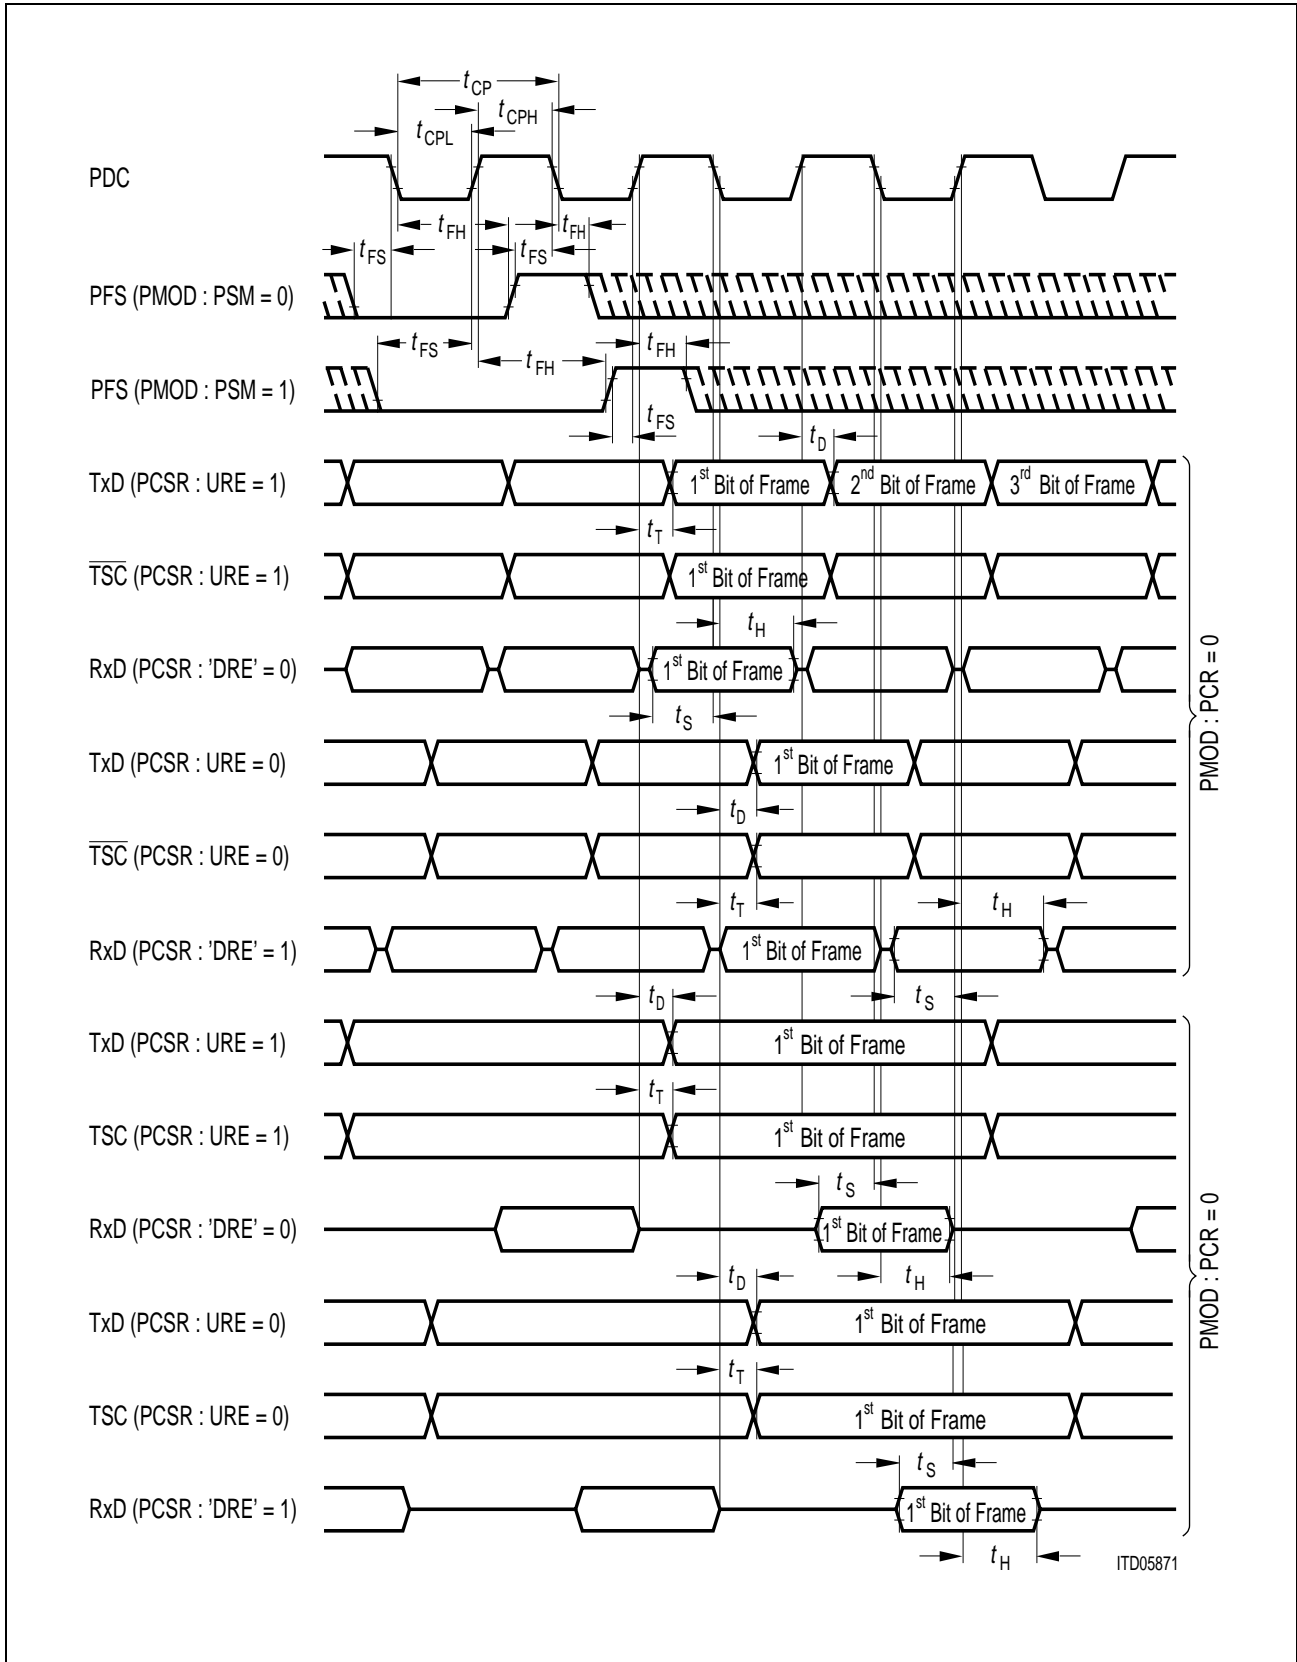 tCP
tCPH
tCPL
PDC
tFH tFH
tFS tFS
PFS (PMOD : PSM = 0)
tFS tFH
tFH
PFS (PMOD : PSM = 1)
tFS tD
TxD (PCSR : URE = 1) 1st Bit of Frame 2nd Bit of Frame 3rd Bit of Frame
tT
TSC (PCSR : URE = 1) 1st Bit of Frame
tH
RxD (PCSR : 'DRE' = 0) 1st Bit of Frame
tS
PMOD : PCR = 0
TxD (PCSR : URE = 0) 1st Bit of Frame
tD
TSC (PCSR : URE = 0)
tT tH
RxD (PCSR : 'DRE' = 1) 1st Bit of Frame
tD tS
TxD (PCSR : URE = 1) 1st Bit of Frame
tT
TSC (PCSR : URE = 1) 1st Bit of Frame
tS
RxD (PCSR : 'DRE' = 0) 1st Bit of Frame
tD tH
PMOD : PCR = 0
TxD (PCSR : URE = 0) 1st Bit of Frame
tT
TSC (PCSR : URE = 0) 1st Bit of Frame
tS
RxD (PCSR : 'DRE' = 1) 1st Bit of Frame
tH
ITD05871